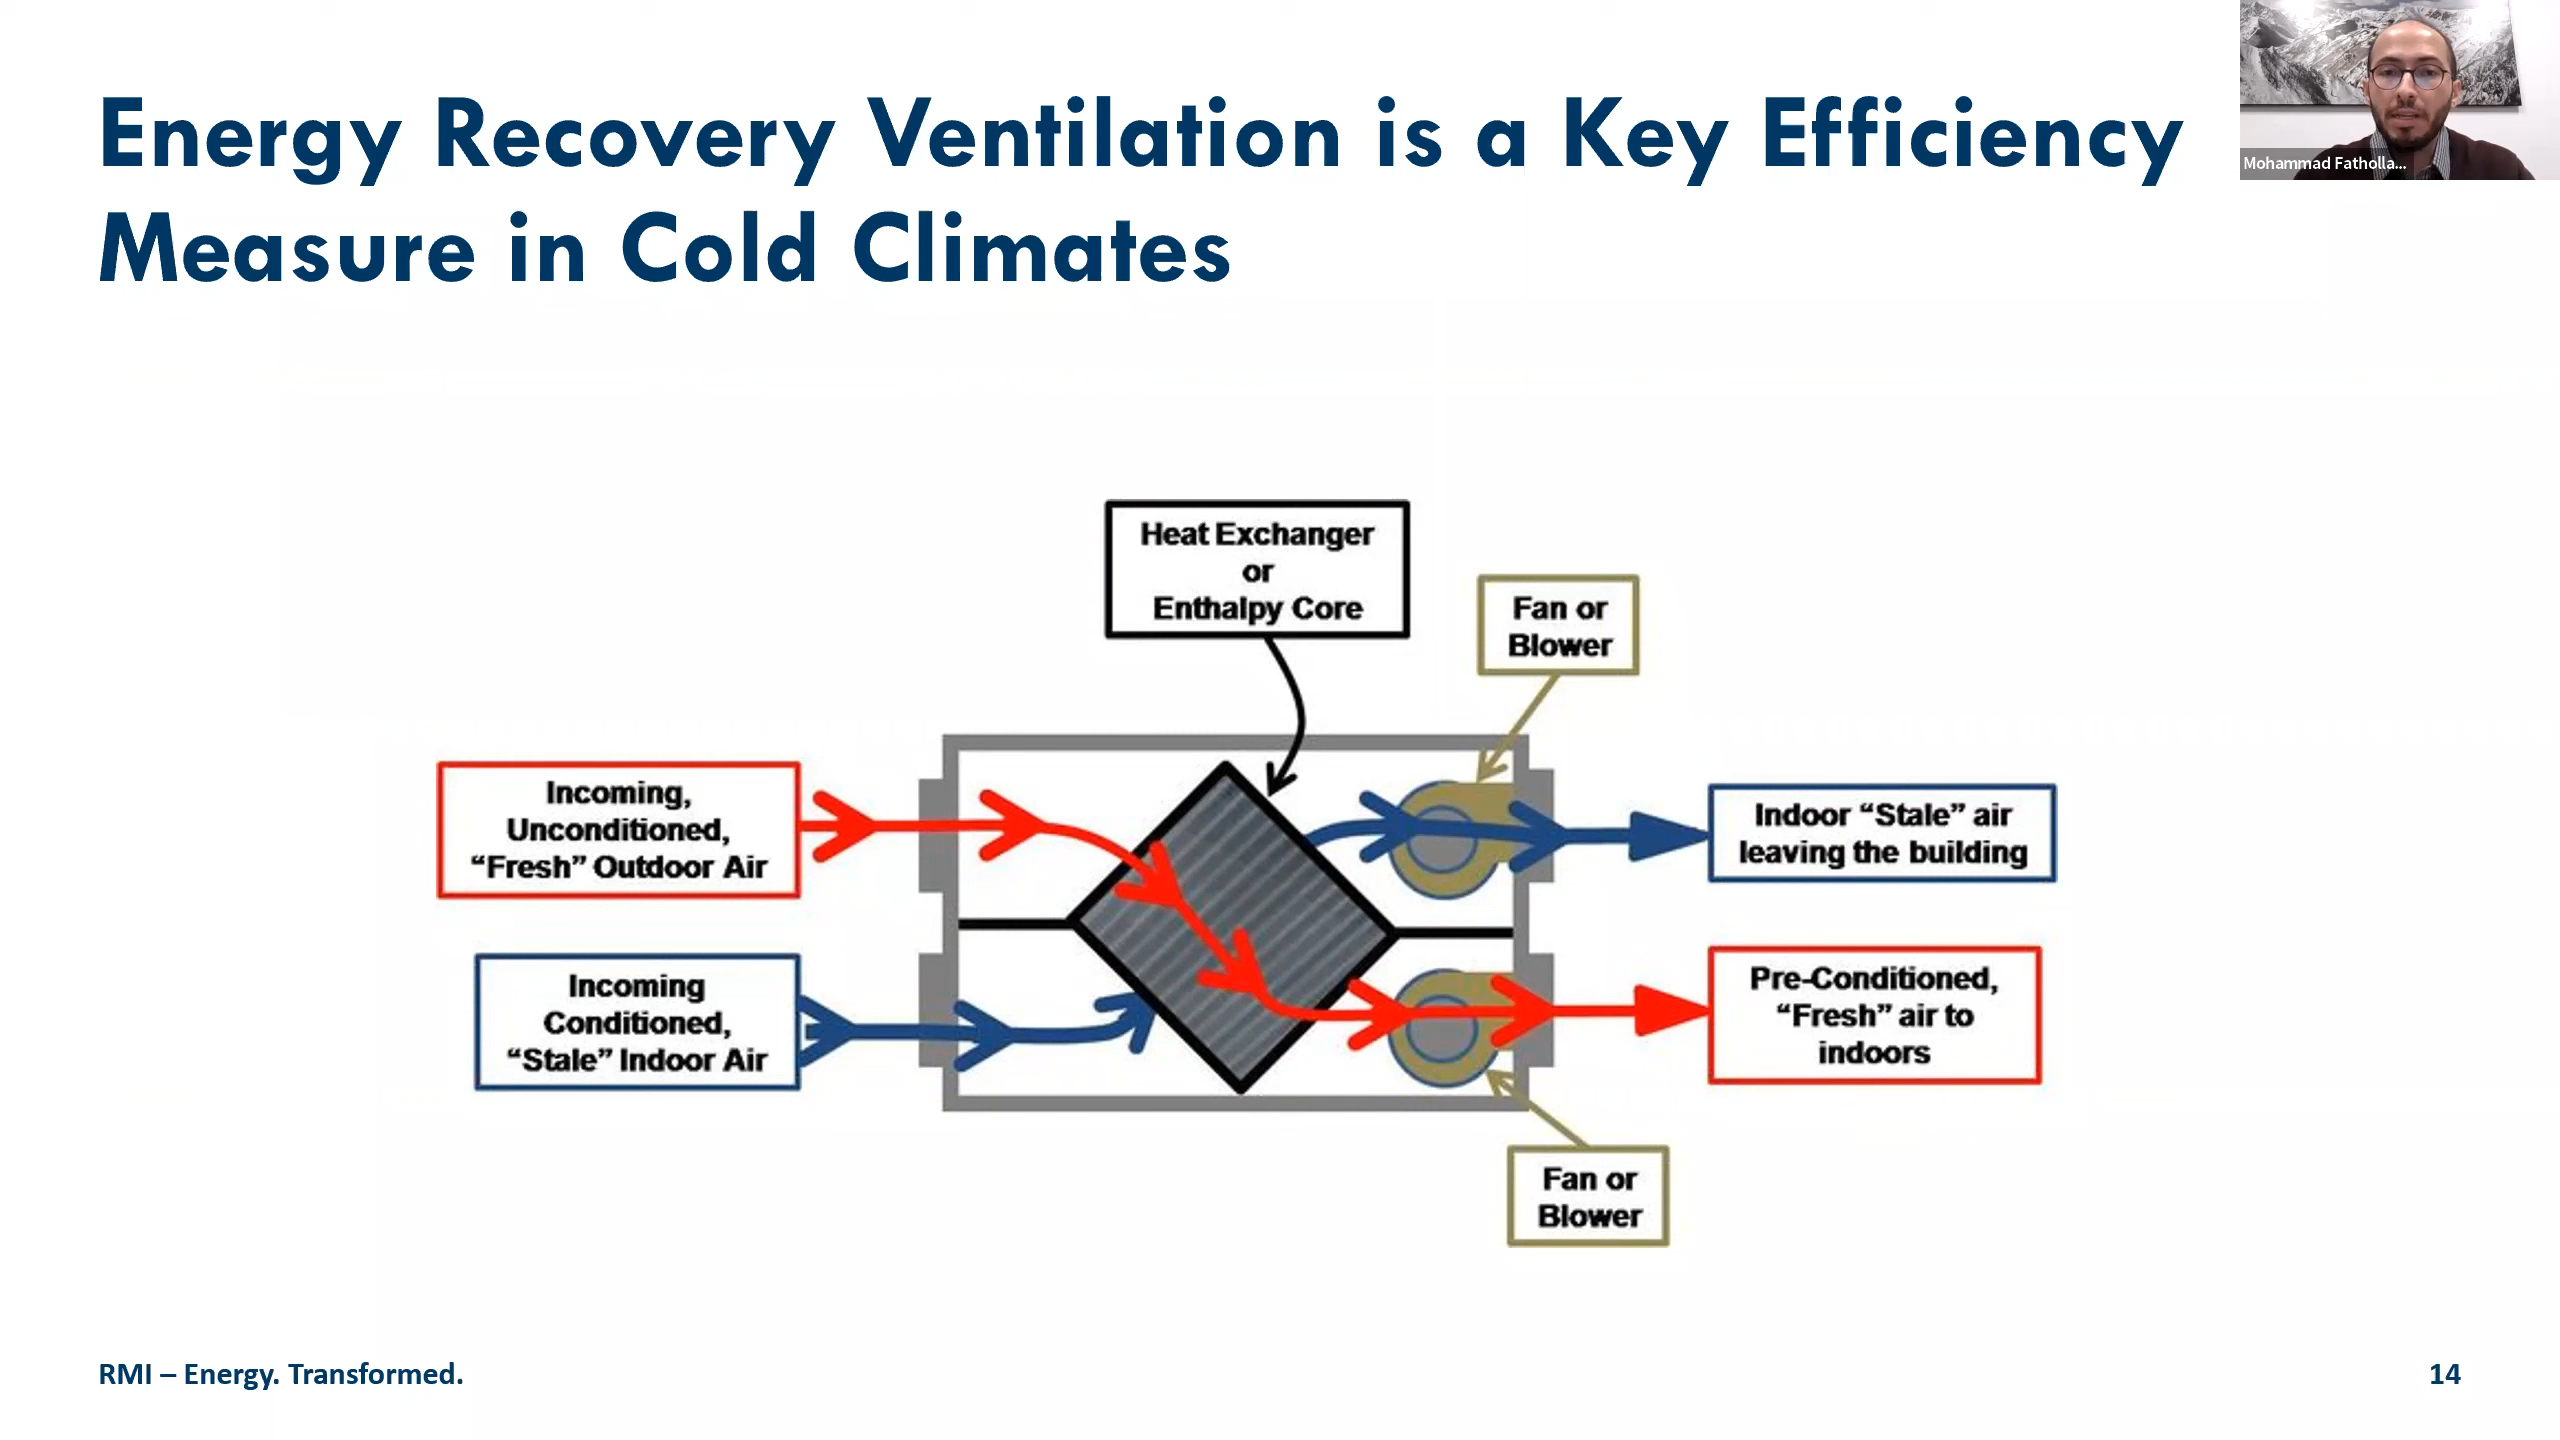 Energy Recovery Ventilation is a Key Efficiency
Measure in Cold Climates
Mohammad Fatholla...
Heat Exchanger
or
Enthalpy Core
Fan or
Blower
Incoming,
Unconditioned,
“Fresh” Outdoor Air
Indoor “Stale” air
leaving the building
Incoming
Conditioned,
“Stale” Indoor Air
Pre-Conditioned,
“Fresh” air to
indoors
Fan or
Blower
RMI – Energy. Transformed.
14